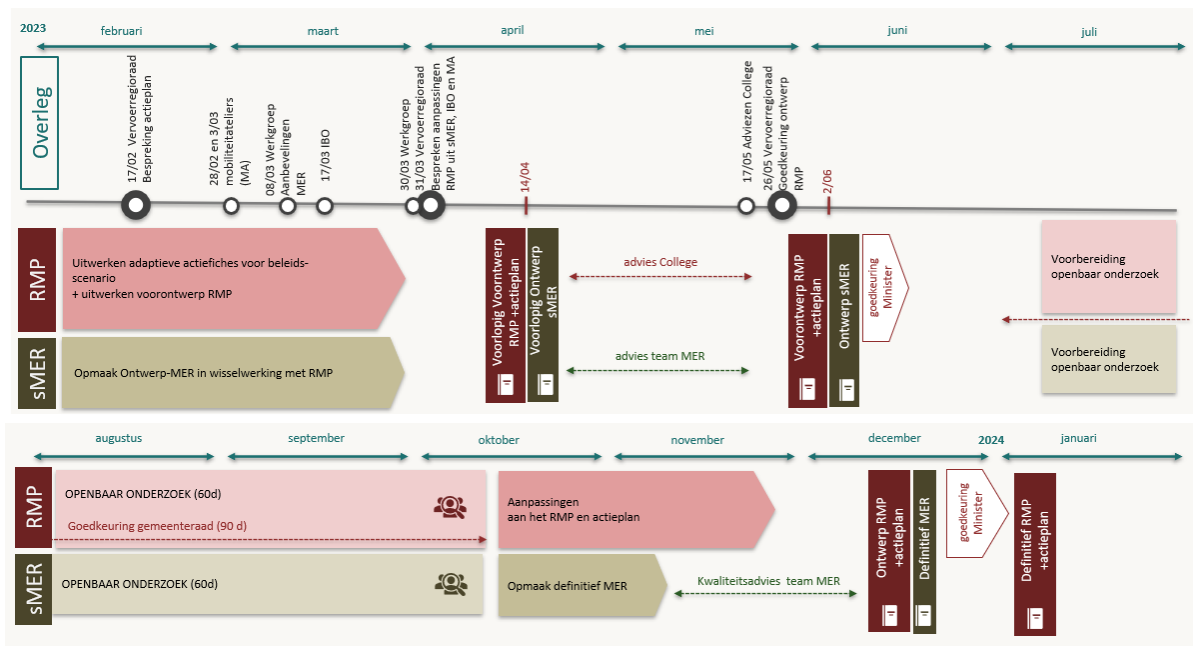 2023
februari
maart
april
mei
juni
juli
Overleg
17/02 Vervoerregioraad
Bespreking actieplan
28/02 en 3/03
mobiliteitateliers
(MA)
08/03 Werkgroep
Aanbevelingen
MER
17/03 IBO
30/03 Werkgroep
31/03 Vervoerregioraad
Bespreken aanpassingen
RMP uit sMER, IBO en MA
14/04
17/05 Adviezen College
26/05 Vervoerregioraad
Goedkeuring ontwerp
RMP
2/06
RMP
Uitwerken adaptieve actiefiches voor beleids-
scenario
+ uitwerken voorontwerp RMP
sMER
Opmaak Ontwerp-MER in wisselwerking met RMP
Voorlopig Voorntwerp
RMP +actieplan
Voorlopig Ontwerp
sMER
advies College
advies team MER
Voorontwerp RMP
+actieplan
Ontwerp sMER
goedkeuring
Minister
Voorbereiding
openbaar onderzoek
Voorbereiding
openbaar onderzoek
augustus
september
oktober
november
december
2024
januari
RMP
OPENBAAR ONDERZOEK (60d)
Goedkeuring gemeenteraad (90 d)
sMER
OPENBAAR ONDERZOEK (60d)
Aanpassingen
aan het RMP en actieplan
Opmaak definitief MER
Kwaliteitsadvies team MER
Ontwerp RMP
+actieplan
Definitief MER
goedkeuring
Minister
Definitief RMP
+actieplan